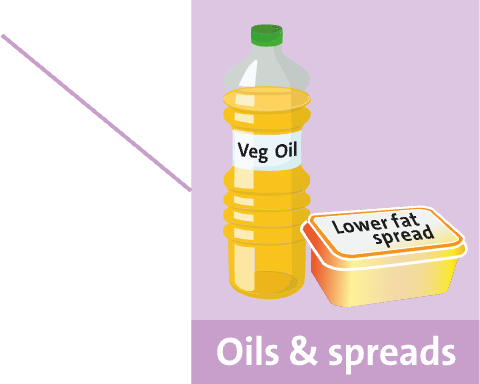 Veg Oil
Lower fat
spread
Oils & spreads